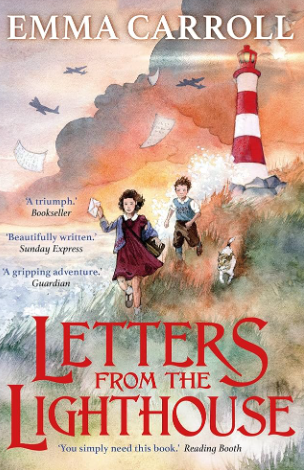 EMMA CARROLL
'A triumph.'
Bookseller
'Beautifully written.'
Sunday Express
'A gripping adventure.'
Guardian
LETTERS
FROM THE
LIGHTHOUSE
'You simply need this book.' Reading Booth